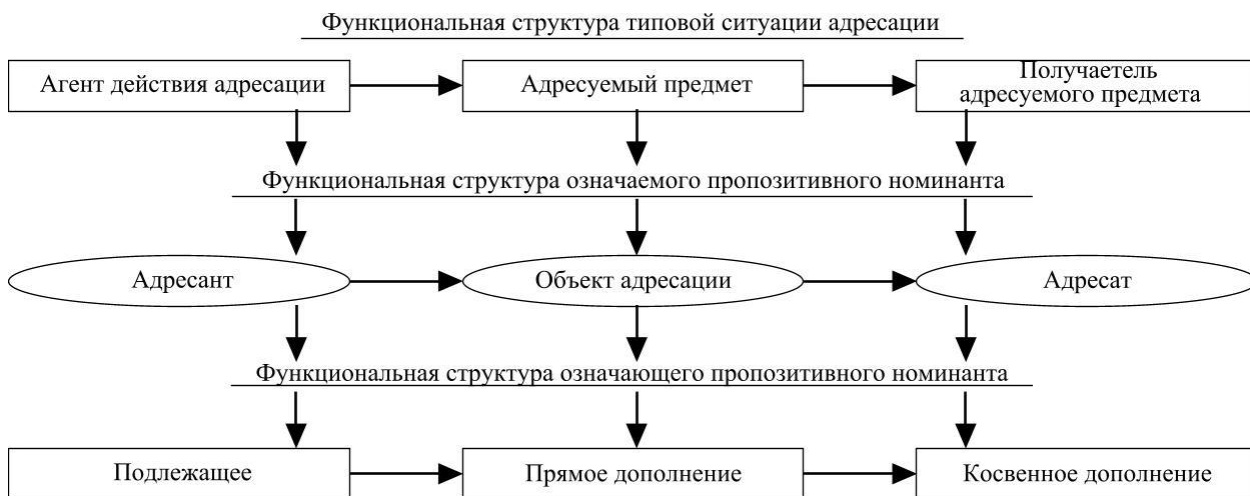 Функциональная структура типовой ситуации адресации
Агент действия адресации
Адресуемый предмет
Получаетель
адресуемого предмета
Функциональная структура означаемого пропозитивного номинанта
Адресант
Объект адресации
Адресат
Функциональная структура означающего пропозитивного номинанта
Подлежащее
Прямое дополнение
Косвенное дополнение